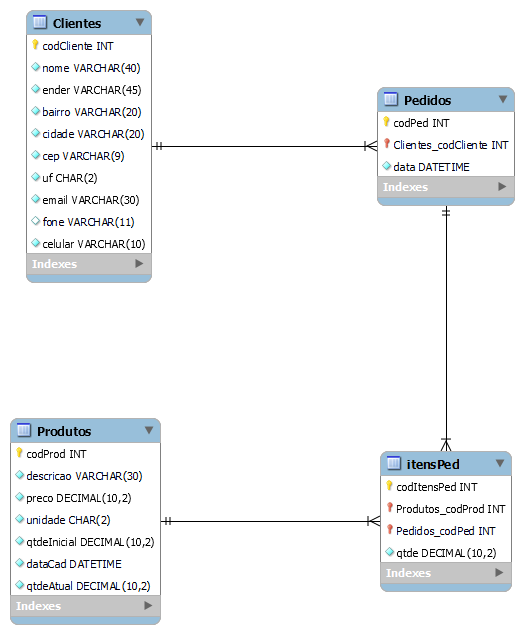 Clientes
codCliente INT
nome VARCHAR(40)
ender VARCHAR(45)
bairro VARCHAR(20)
cidade VARCHAR(20)
cep VARCHAR(9)
uf CHAR(2)
email VARCHAR(30)
fone VARCHAR(11)
celular VARCHAR(10)
Indexes
Pedidos
codPed INT
Clientes_codCliente INT
data DATETIME
Indexes
Produtos
codProd INT
descricao VARCHAR(30)
preco DECIMAL(10,2)
unidade CHAR(2)
qtdeInicial DECIMAL(10,2)
dataCad DATETIME
qtdeAtual DECIMAL(10,2)
Indexes
itensPed
codItensPed INT
Produtos_codProd INT
Pedidos_codPed INT
qtde DECIMAL(10,2)
Indexes